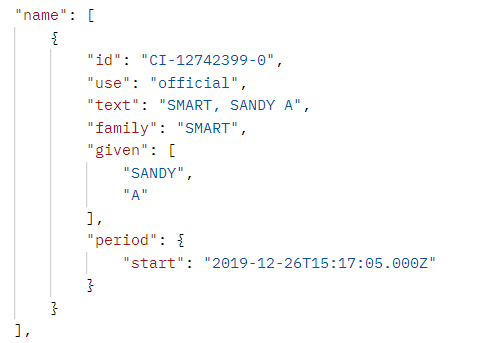 "name": [
{
"id": "CI-12742399-0",
"use": "official",
"text": "SMART, SANDY A",
"family": "SMART",
"given": [
"SANDY",
"A"
],
"period": {
"start": "2019-12-26T15:17:05.000Z"
}
}
],